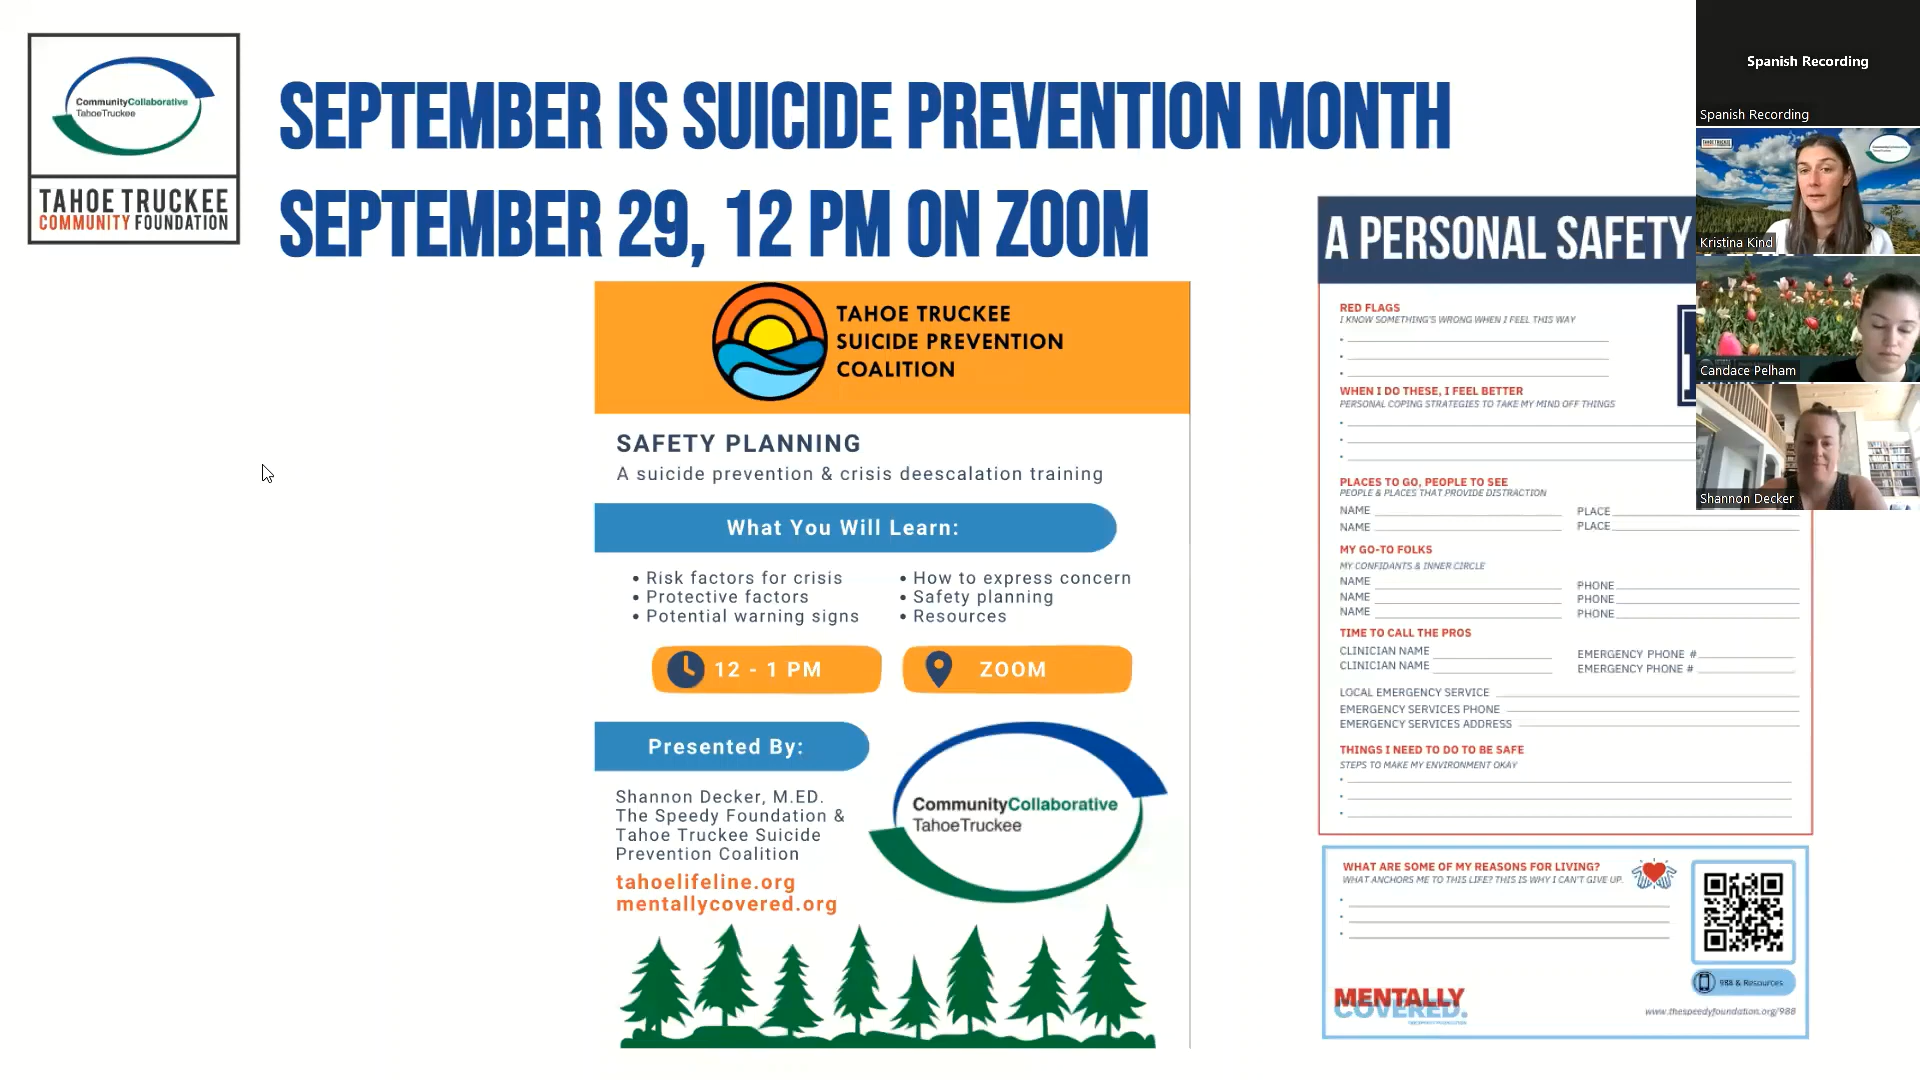 CommunityCollaborative
TahoeTruckee
TAHOE TRUCKEE
COMMUNITY FOUNDATION
SEPTEMBER IS SUICIDE PREVENTION MONTH
SEPTEMBER 29, 12 PM ON ZOOM
TAHOE TRUCKEE
SUICIDE PREVENTION
COALITION
SAFETY PLANNING
A suicide prevention & crisis deescalation training
What You Will Learn:
• Risk factors for crisis
• Protective factors
• Potential warning signs
• How to express concern
• Safety planning
• Resources
12 - 1 PM
ZOOM
Presented By:
Shannon Decker, M.ED.
The Speedy Foundation &
Tahoe Truckee Suicide
Prevention Coalition
tahoelifeline.org
mentallycovered.org
CommunityCollaborative
TahoeTruckee
A PERSONAL SAFETY
RED FLAGS
I KNOW SOMETHING'S WRONG WHEN I FEEL THIS WAY
WHEN I DO THESE, I FEEL BETTER
PERSONAL COPING STRATEGIES TO TAKE MY MIND OFF THINGS
PLACES TO GO, PEOPLE TO SEE
PEOPLE & PLACES THAT PROVIDE DISTRACTION
NAME PLACE
NAME PLACE
MY GO-TO FOLKS
MY CONFIDANTS & INNER CIRCLE
NAME PHONE
NAME PHONE
NAME PHONE
TIME TO CALL THE PROS
CLINICIAN NAME EMERGENCY PHONE #
CLINICIAN NAME EMERGENCY PHONE #
LOCAL EMERGENCY SERVICE
EMERGENCY SERVICES PHONE
EMERGENCY SERVICES ADDRESS
THINGS I NEED TO DO TO BE SAFE
STEPS TO MAKE MY ENVIRONMENT OKAY
WHAT ARE SOME OF MY REASONS FOR LIVING?
WHAT ANCHORS ME TO THIS LIFE? THIS IS WHY I CAN'T GIVE UP.
988 & Resources
MENTALLY
COVERED.
www.thespeedyfoundation.org/988
Spanish Recording
Spanish Recording
Kristina Kind
Candace Pelham
Shannon Decker